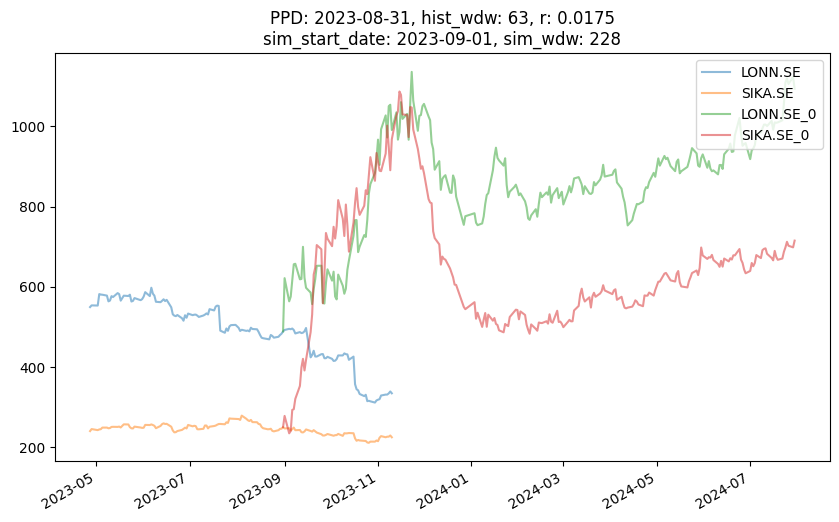 PPD: 2023-08-31, hist_wdw: 63, r: 0.0175
sim_start_date: 2023-09-01, sim_wdw: 228
LONN.SE
SIKA.SE
LONN.SE_0
SIKA.SE_0
1000
800
600
400
200
2023-05
2023-07
2023-09
2023-11
2024-01
2024-03
2024-05
2024-07